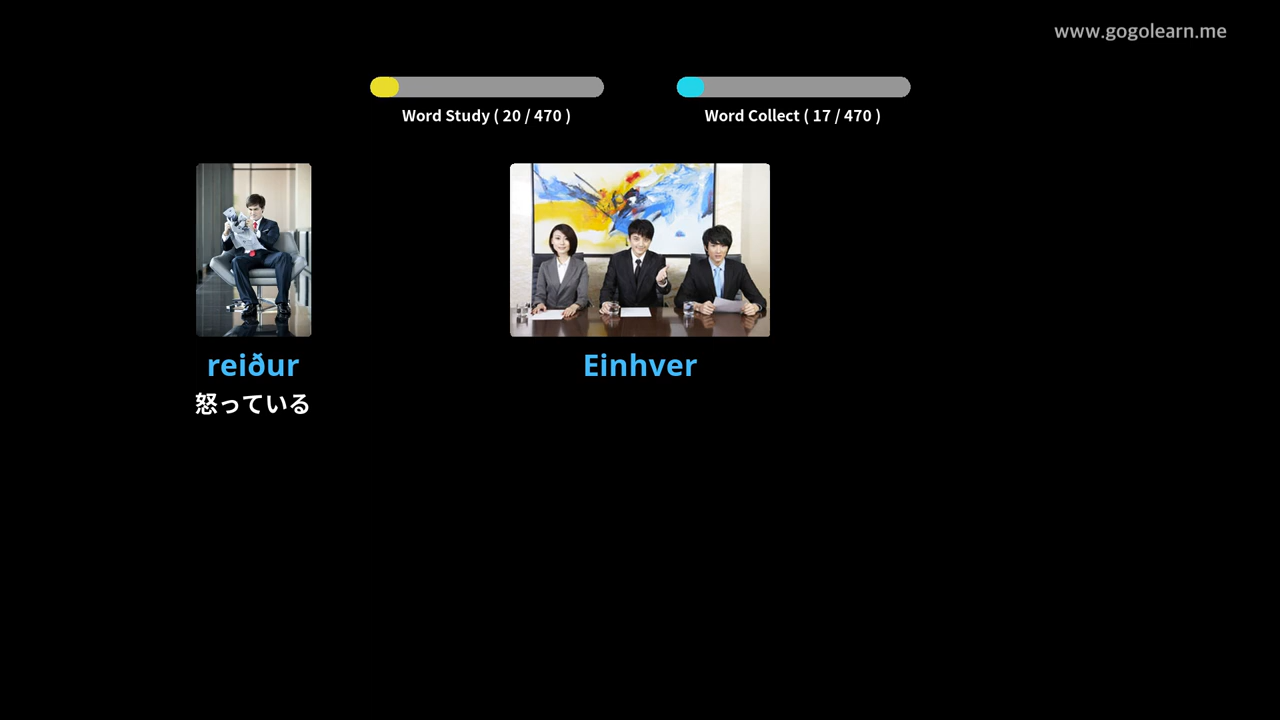 www.gogolearn.me
Word Study ( 20 / 470 )
Word Collect ( 17 / 470 )
reiður
Einhver
怒っている